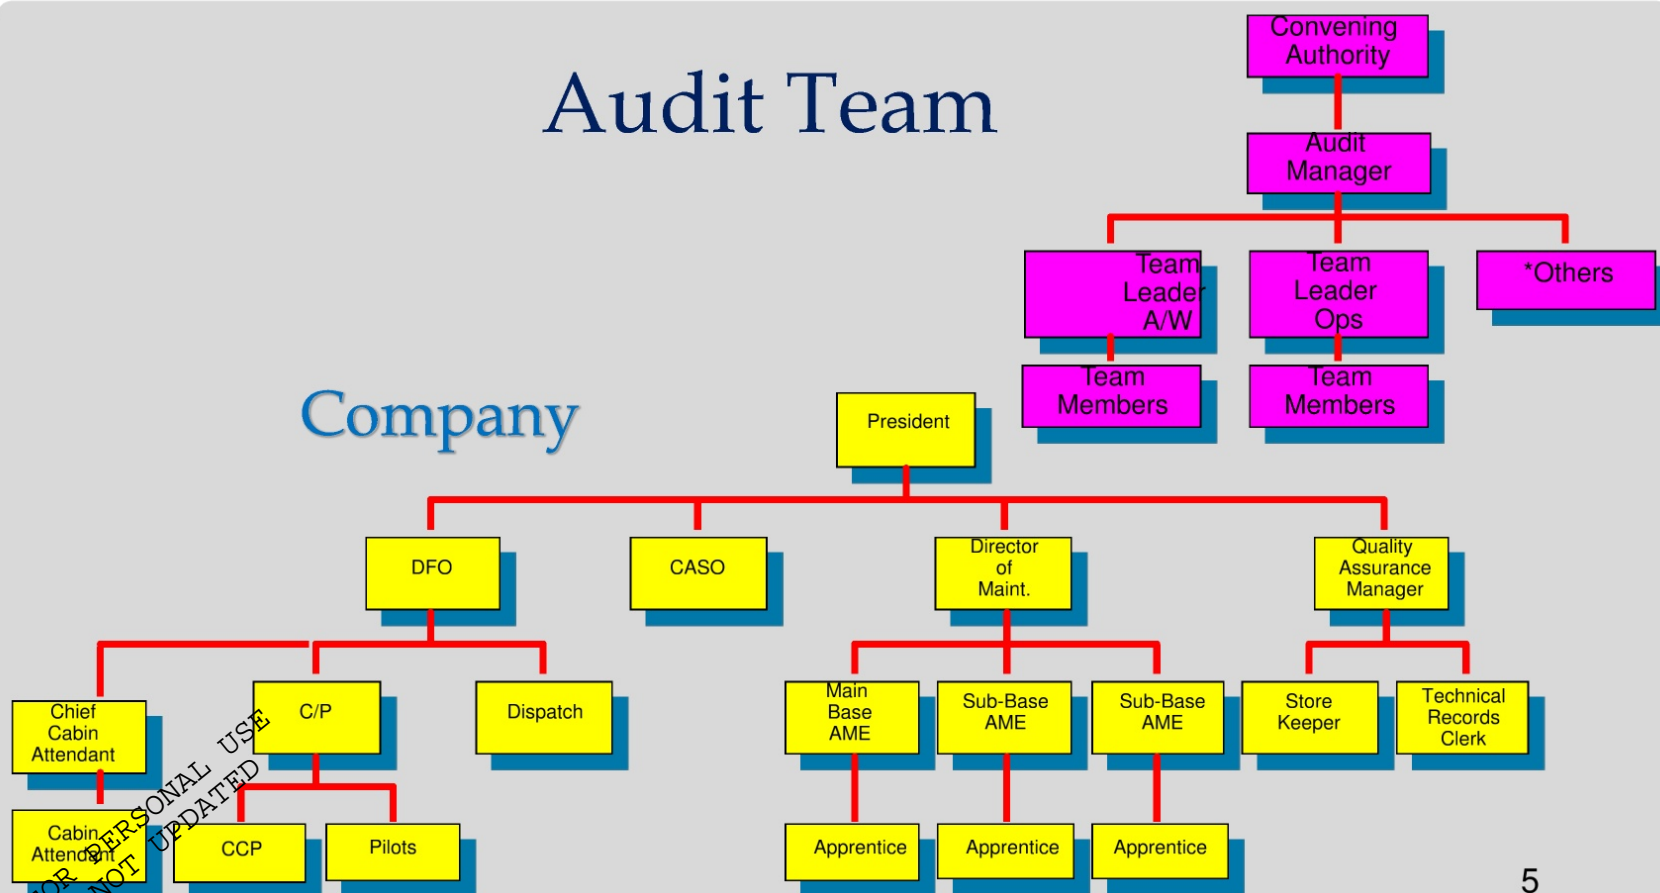 Audit Team
Convening
Authority
Audit
Manager
Team
Leader
A/W
Team
Leader
Ops
*Others
Team
Members
Team
Members
Company
President
DFO
CASO
Director
of
Maint.
Quality
Assurance
Manager
Chief
Cabin
Attendant
C/P
Dispatch
Main
Base
AME
Sub-Base
AME
Sub-Base
AME
Store
Keeper
Technical
Records
Clerk
Cabin
Attendant
CCP
Pilots
Apprentice
Apprentice
Apprentice
OR PERSONAL USE
NOT UPDATED
5